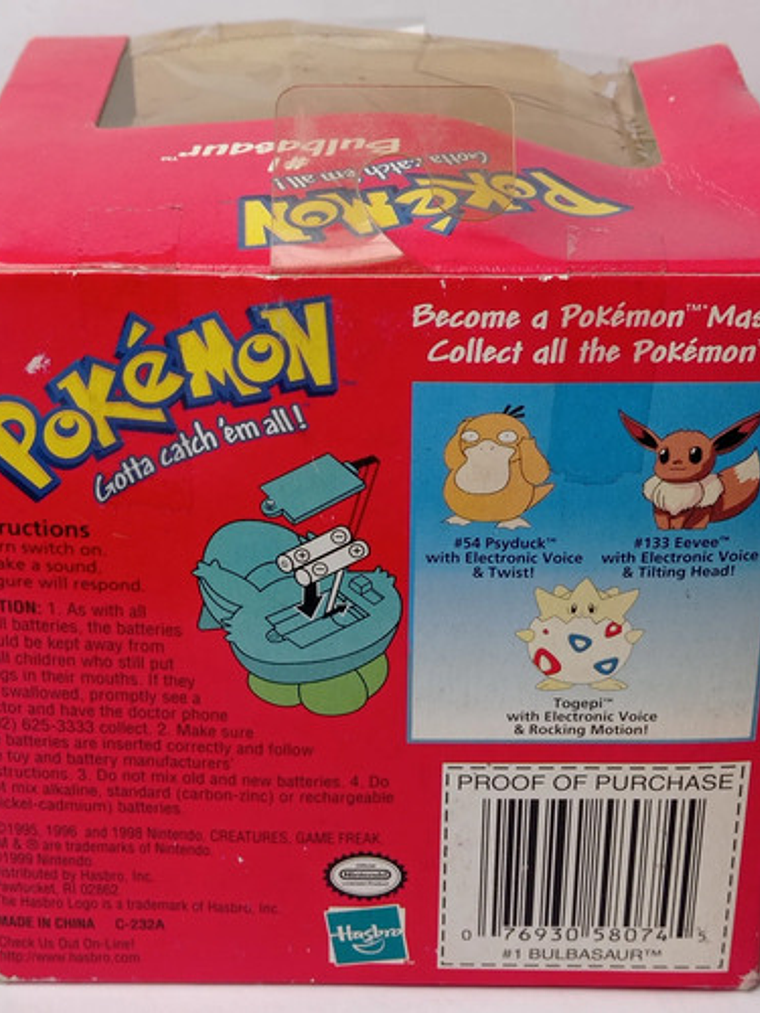 Bulbasaur™
#1
Gotta catch 'em all!
POKéMON
POKéMON
Gotta catch 'em all!
Become a Pokémon™
Collect all the Pokémon
#54 Psyduck™
with Electronic Voice
& Twist!
#133 Eevee™
with Electronic Voice
& Tilting Head!
Togepi™
with Electronic Voice
& Rocking Motion!
ructions
rn switch on.
ake a sound,
gure will respond.
TION: 1. As with all
ll batteries, the batteries
uld be kept away from
ll children who still put
gs in their mouths. If they
swallowed, promptly see a
tor and have the doctor phone
2) 625-3333 collect. 2. Make sure
batteries are inserted correctly and follow
toy and battery manufacturers'
structions. 3. Do not mix old and new batteries. 4. Do
t mix alkaline, standard (carbon-zinc) or rechargeable
ickel-cadmium) batteries.
©1995, 1996 and 1998 Nintendo, CREATURES, GAME FREAK.
M & ® are trademarks of Nintendo.
©1999 Nintendo.
istributed by Hasbro, Inc.
awtucket, RI 02862
he Hasbro Logo is a trademark of Hasbro, Inc.
MADE IN CHINA C-232A
Check Us Out On-Line!
http://www.hasbro.com
Official
Nintendo
Licensed Product
Hasbro
PROOF OF PURCHASE
0 76930 58074 5
#1 BULBASAUR™